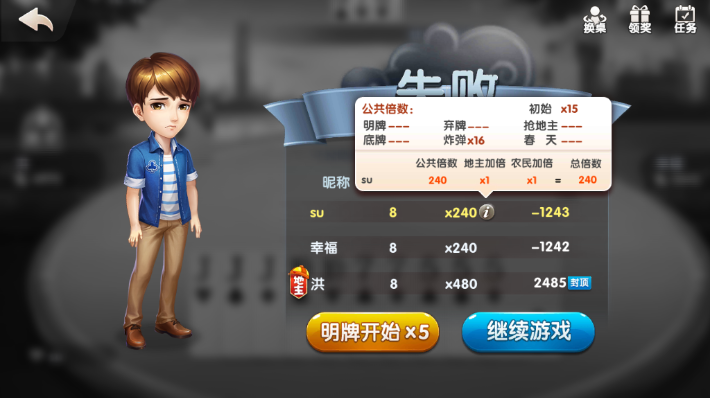 换桌 领奖 任务
失败
公共倍数： 初始 x15
明牌--- 弃牌--- 抢地主---
底牌--- 炸弹x16 春 天---
公共倍数 地主加倍 农民加倍 总倍数
su 240 x1 x1 = 240
昵称
su 8 x240 i -1243
幸福 8 x240 -1242
地主 洪 8 x480 2485 封顶
明牌开始 x5 继续游戏